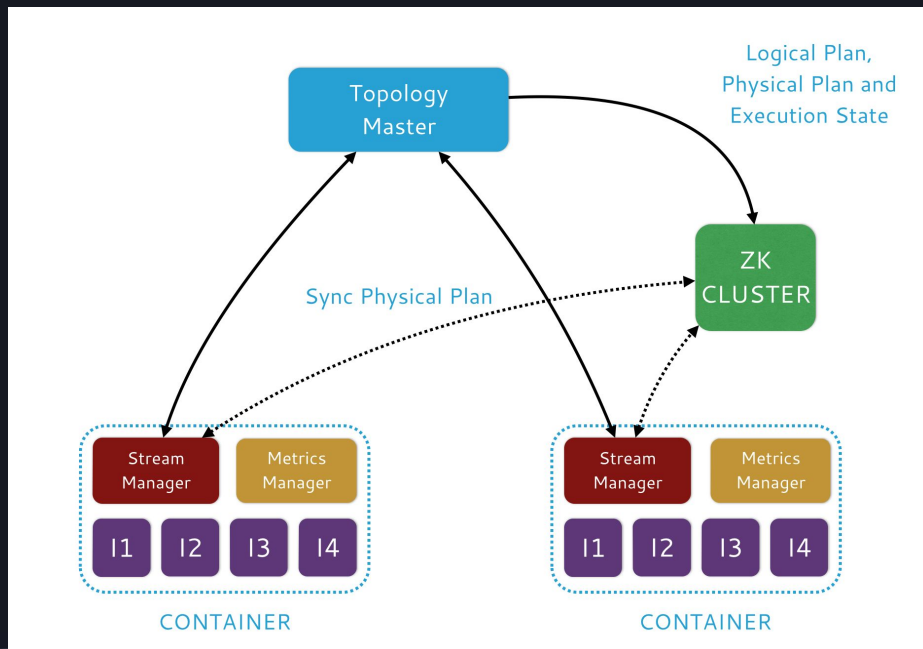 Logical Plan,
Physical Plan and
Execution State
Topology
Master
ZK
CLUSTER
Sync Physical Plan
Stream
Manager
Metrics
Manager
I1 I2 I3 I4
CONTAINER
Stream
Manager
Metrics
Manager
I1 I2 I3 I4
CONTAINER